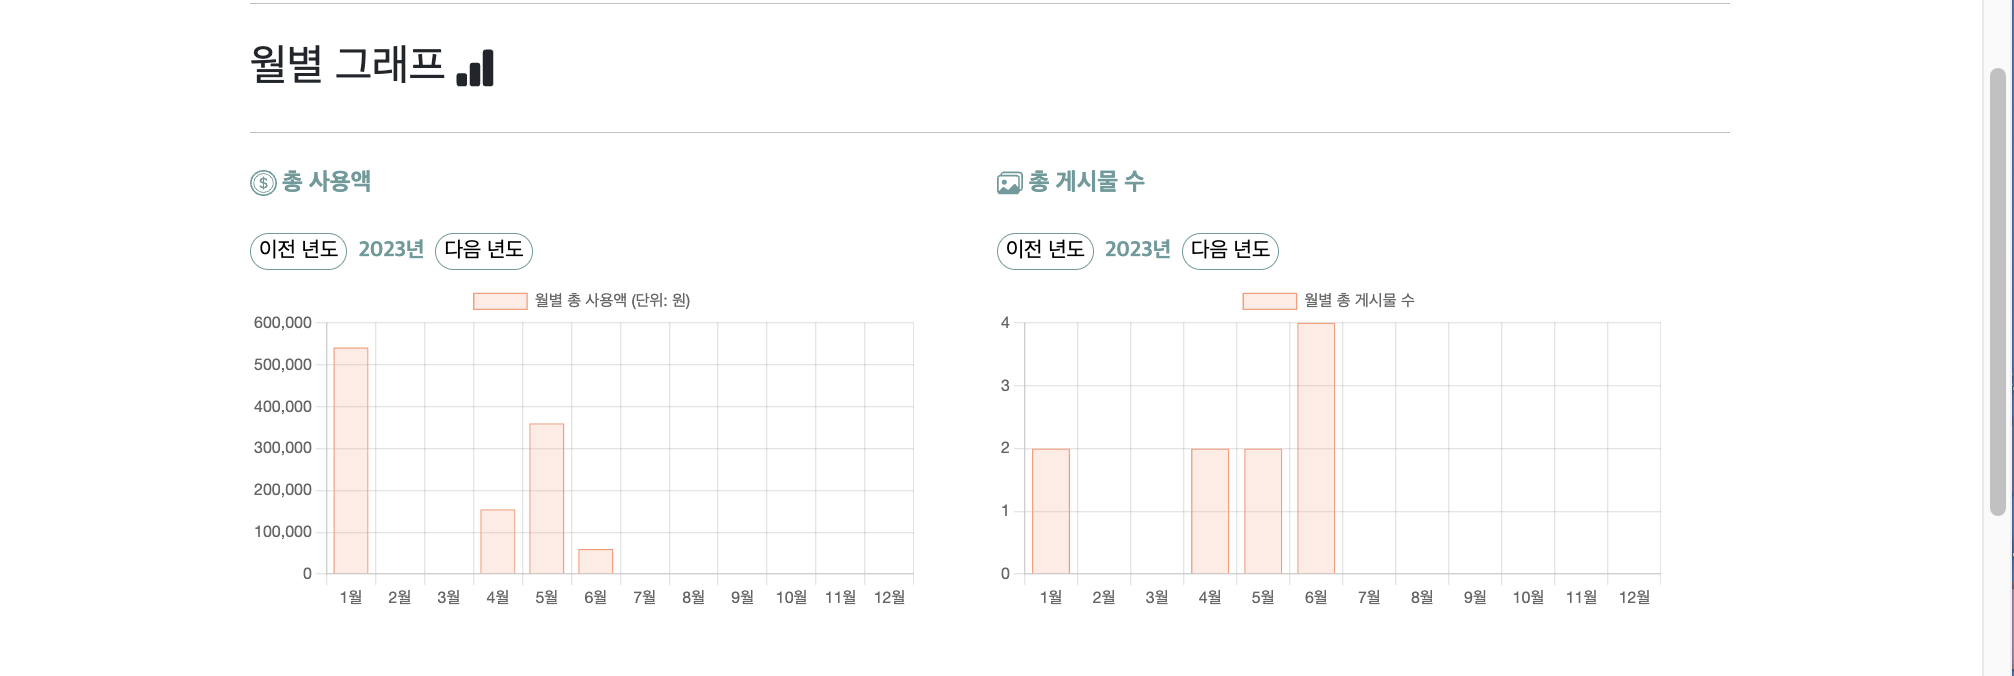 월별 그래프
총 사용액
이전 년도 2023년 다음 년도
월별 총 사용액 (단위: 원)
600,000
500,000
400,000
300,000
200,000
100,000
0
1월 2월 3월 4월 5월 6월 7월 8월 9월 10월 11월 12월
총 게시물 수
이전 년도 2023년 다음 년도
월별 총 게시물 수
4
3
2
1
0
1월 2월 3월 4월 5월 6월 7월 8월 9월 10월 11월 12월